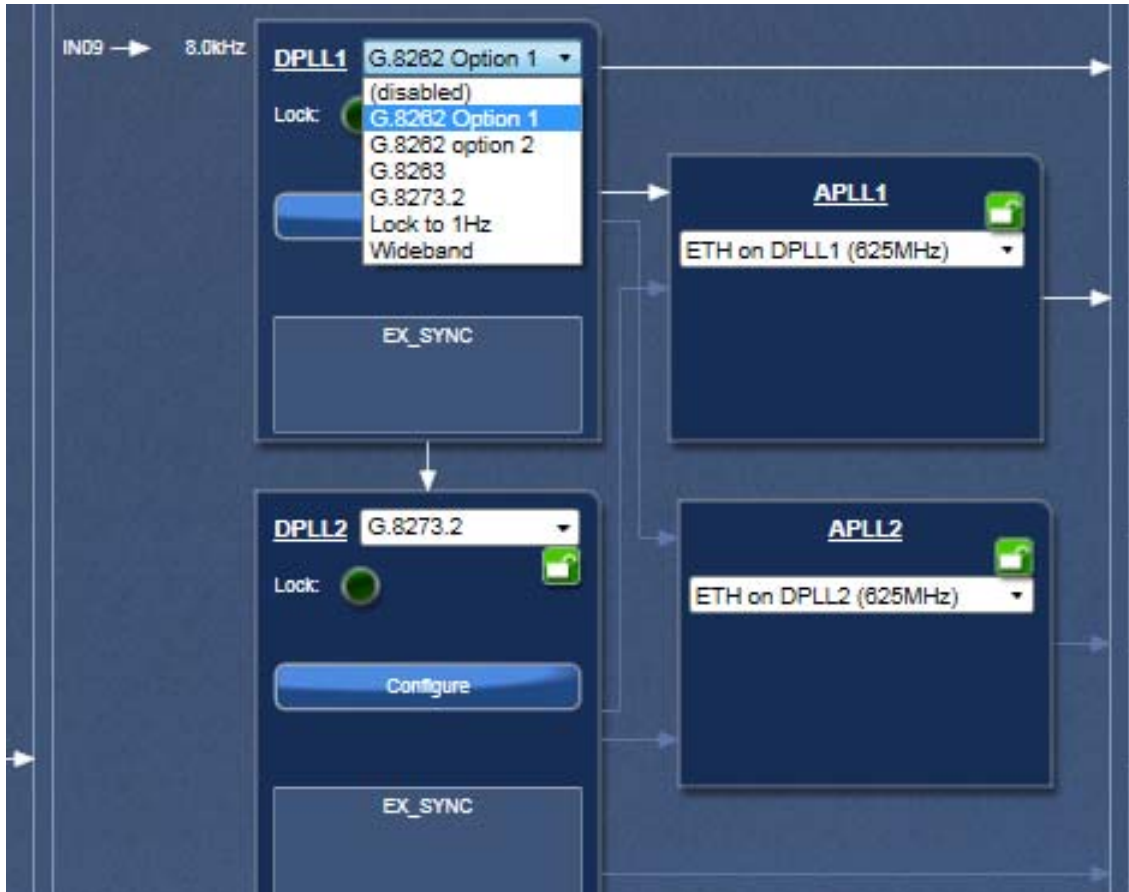 IN09
8.0kHz
DPLL1
G.8262 Option 1
Lock:
(disabled)
G.8262 Option 1
G.8262 option 2
G.8263
G.8273.2
Lock to 1Hz
Wideband
EX_SYNC
APLL1
ETH on DPLL1 (625MHz)
DPLL2
G.8273.2
Lock:
Configure
EX_SYNC
APLL2
ETH on DPLL2 (625MHz)